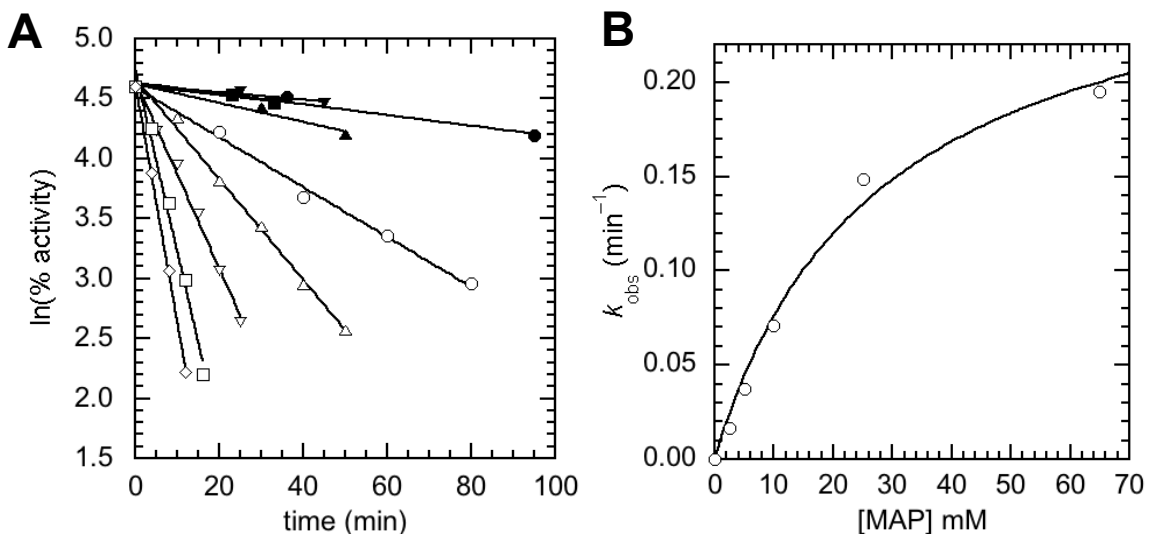 A
5.0
4.5
4.0
3.5
3.0
2.5
2.0
1.5
ln(% activity)
0 20 40 60 80 100
time (min)
B
0.20
0.15
0.10
0.05
0.00
k_obs (min⁻¹)
0 10 20 30 40 50 60 70
[MAP] mM